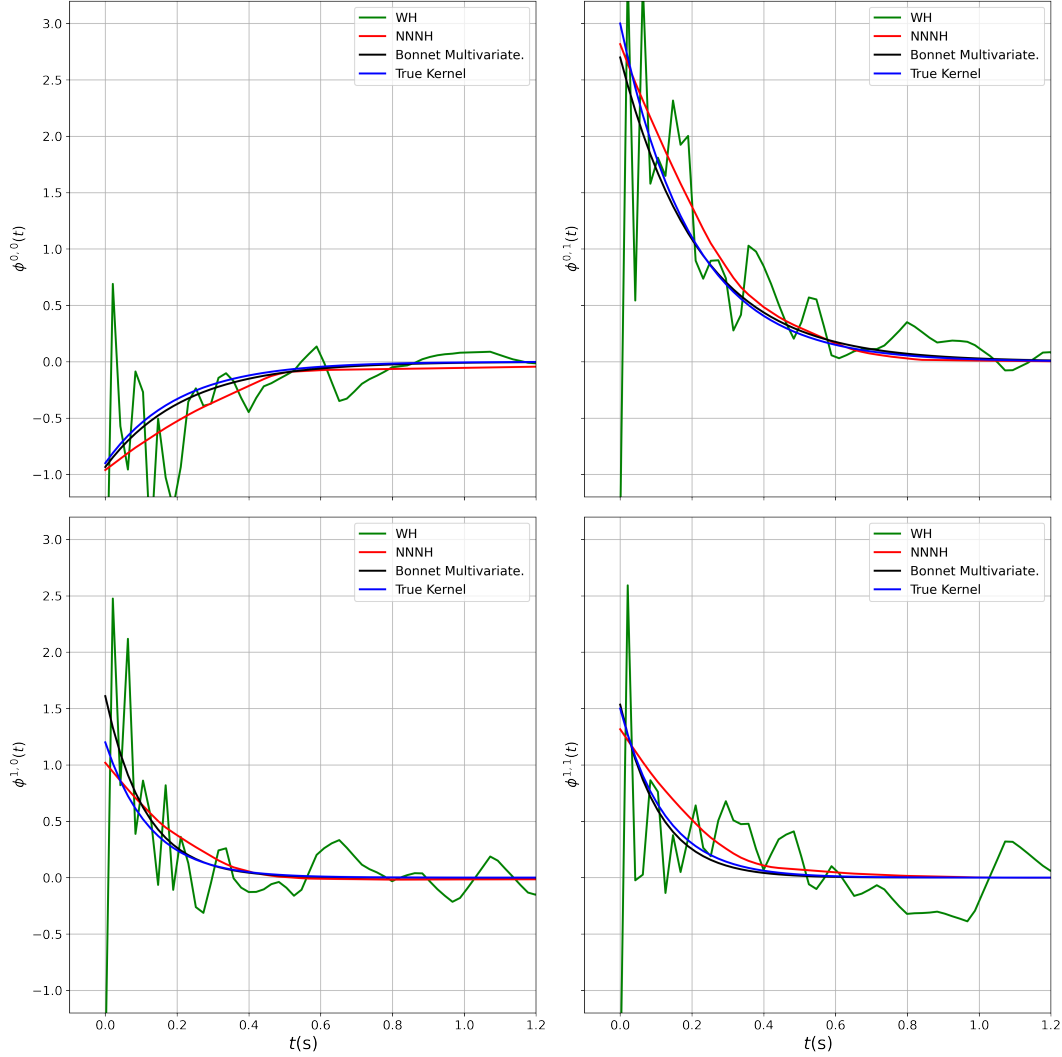 3.0
2.5
2.0
1.5
1.0
0.5
0.0
−0.5
−1.0
ϕ^{0,0}(t)
WH
NNNH
Bonnet Multivariate.
True Kernel
ϕ^{0,1}(t)
WH
NNNH
Bonnet Multivariate.
True Kernel
3.0
2.5
2.0
1.5
1.0
0.5
0.0
−0.5
−1.0
ϕ^{1,0}(t)
WH
NNNH
Bonnet Multivariate.
True Kernel
0.0 0.2 0.4 0.6 0.8 1.0 1.2
t(s)
ϕ^{1,1}(t)
WH
NNNH
Bonnet Multivariate.
True Kernel
0.0 0.2 0.4 0.6 0.8 1.0 1.2
t(s)